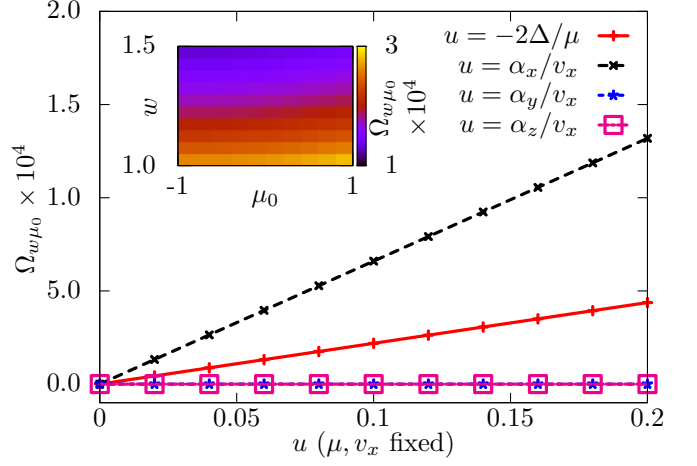 2.0
1.5
1.0
5.0
0.0
Ω_{wμ_0} × 10^4
0
0.05
0.1
0.15
0.2
u (μ, v_x fixed)
u = −2Δ/μ
u = α_x/v_x
u = α_y/v_x
u = α_z/v_x
1.5
w
1.0
-1
μ_0
1
3
1
Ω_{wμ_0}
×10^4